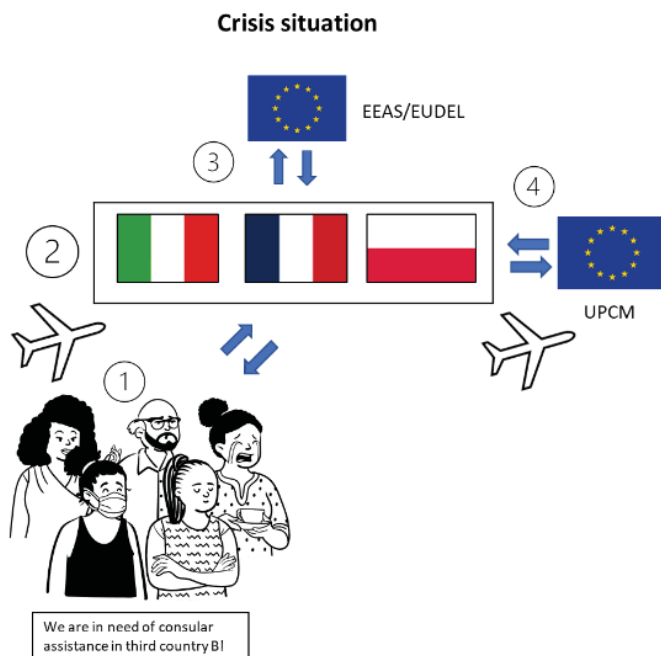 Crisis situation
EEAS/EUDEL
3
4
2
UPCM
1
We are in need of consular
assistance in third country B!